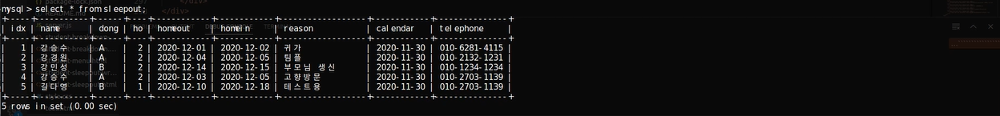 mysql> select * from sleepout;
+-----+--------+------+----+------------+------------+-------------+------------+---------------+
| idx | name | dong | ho | homeout | homein | reason | calendar | telephone |
+-----+--------+------+----+------------+------------+-------------+------------+---------------+
| 1 | 강승수 | A | 2 | 2020-12-01 | 2020-12-02 | 귀가 | 2020-11-30 | 010-6281-4115 |
| 2 | 강경원 | A | 2 | 2020-12-04 | 2020-12-05 | 팀플 | 2020-11-30 | 010-2132-1231 |
| 3 | 강민성 | B | 2 | 2020-12-14 | 2020-12-15 | 부모님 생신 | 2020-11-30 | 010-1234-1234 |
| 4 | 강승수 | A | 2 | 2020-12-03 | 2020-12-05 | 고향방문 | 2020-11-30 | 010-2703-1139 |
| 5 | 길다영 | B | 1 | 2020-12-10 | 2020-12-18 | 테스트용 | 2020-11-30 | 010-2703-1139 |
+-----+--------+------+----+------------+------------+-------------+------------+---------------+
5 rows in set (0.00 sec)